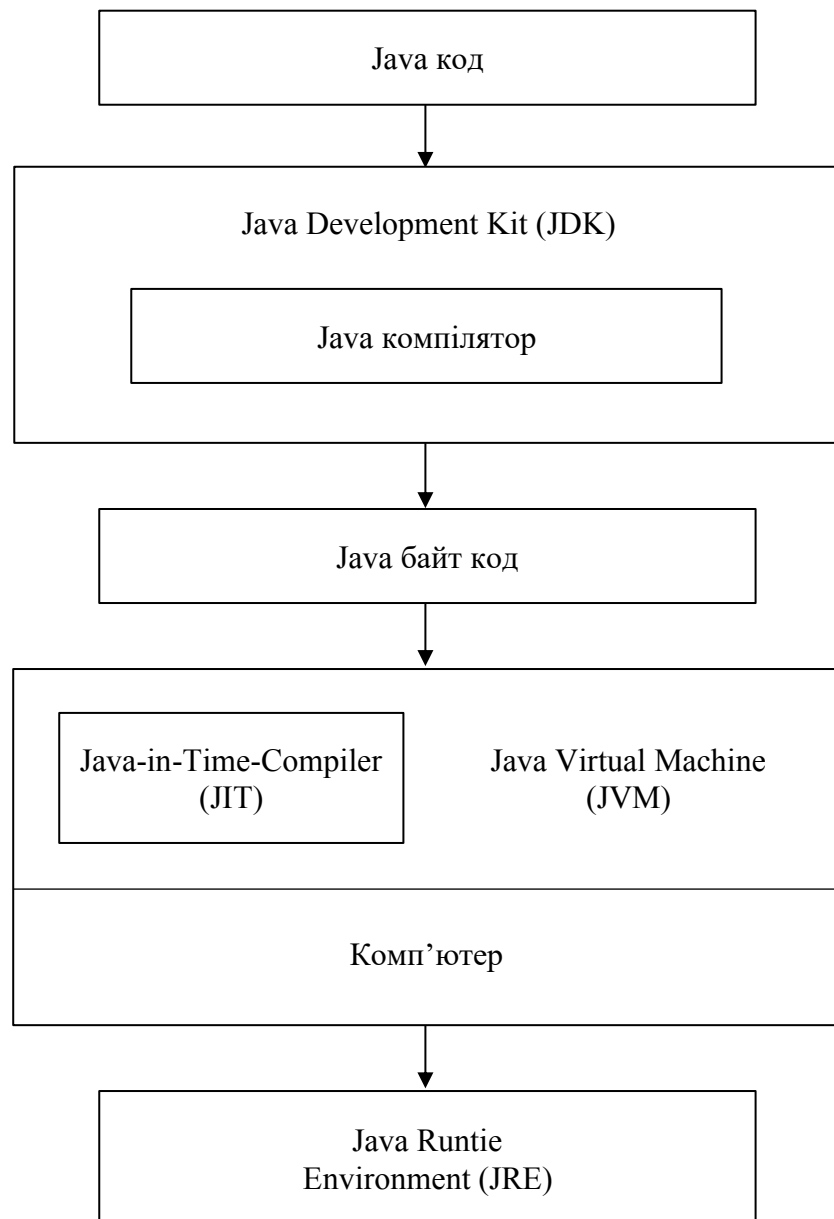 Java код
Java Development Kit (JDK)
Java компілятор
Java байт код
Java-in-Time-Compiler
(JIT)
Java Virtual Machine
(JVM)
Комп’ютер
Java Runtie
Environment (JRE)